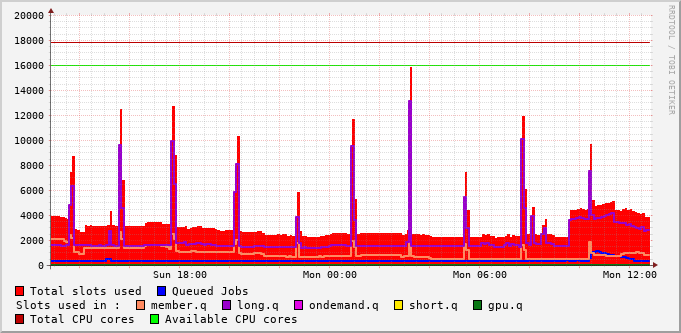 RRDTOOL / TOBI OETIKER
20000
18000
16000
14000
12000
10000
8000
6000
4000
2000
0
Sun 18:00 Mon 00:00 Mon 06:00 Mon 12:00
Total slots used Queued Jobs
Slots used in : member.q long.q ondemand.q short.q gpu.q
Total CPU cores Available CPU cores